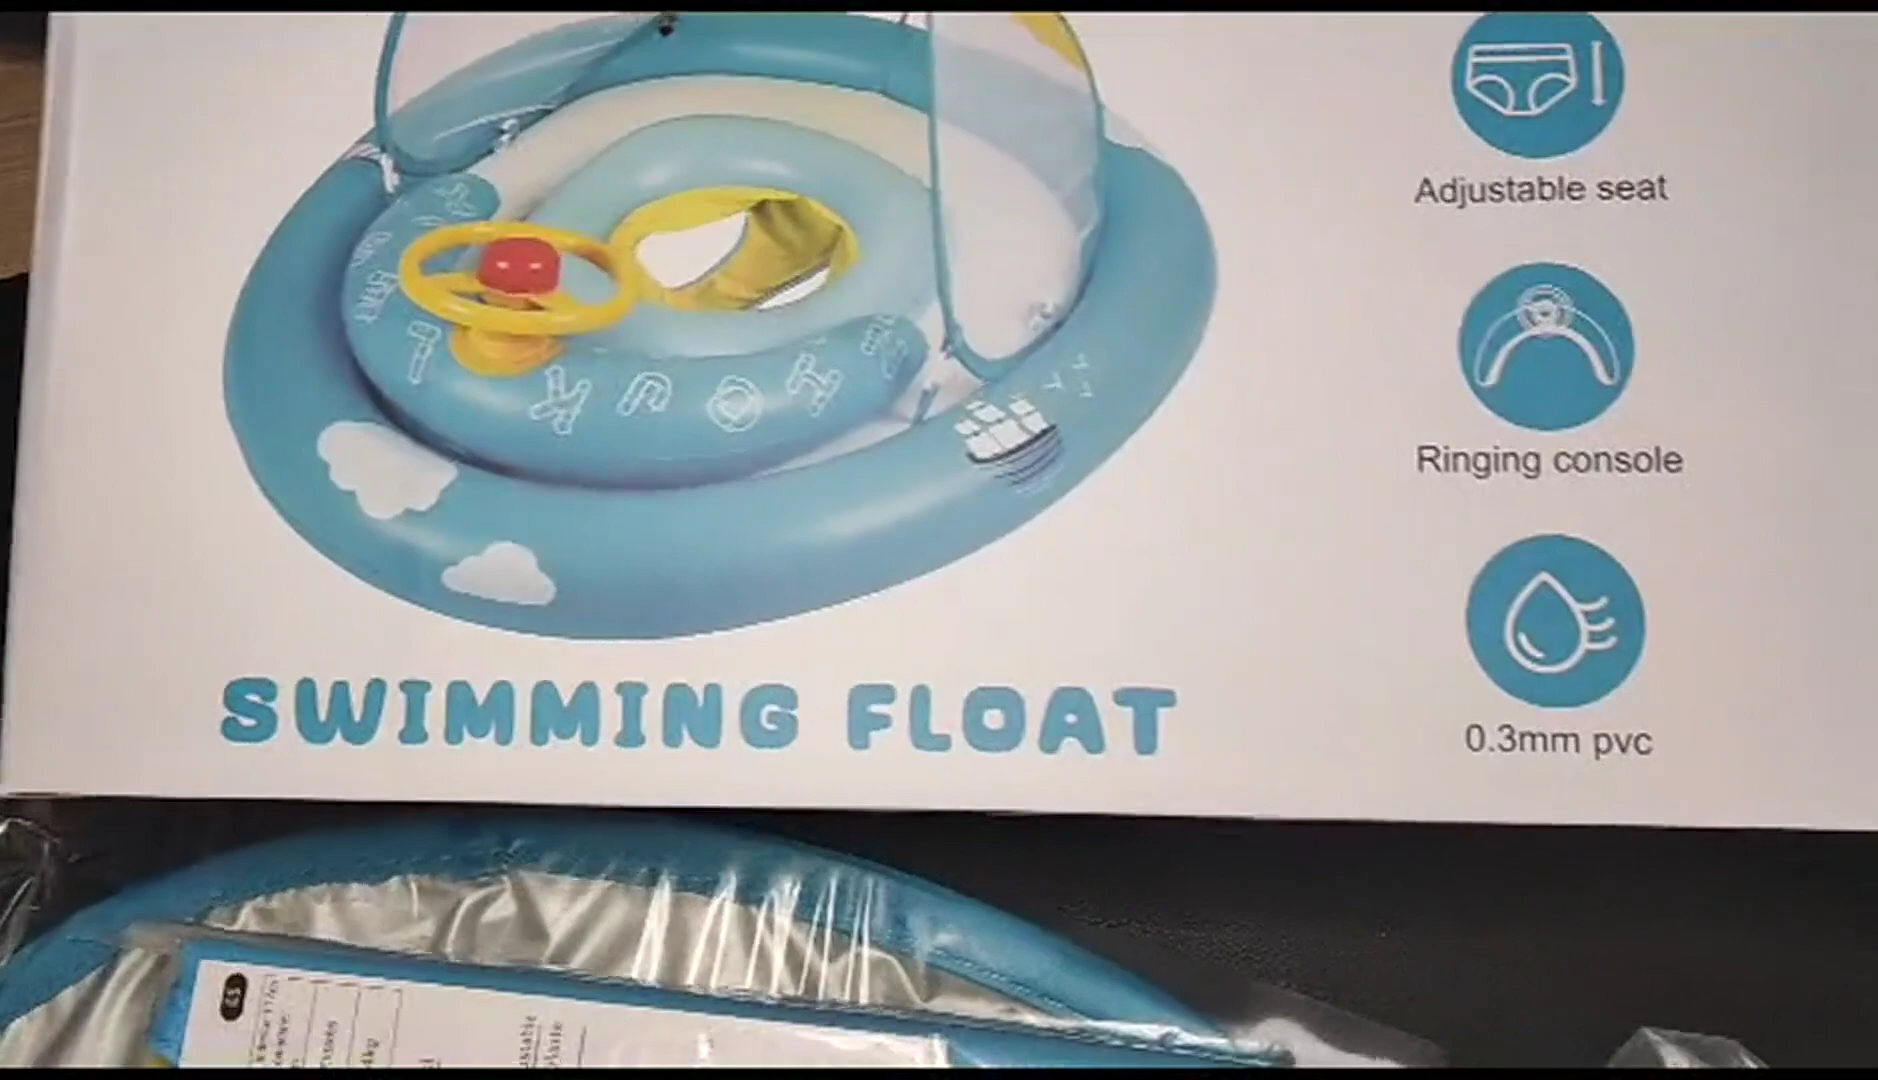 Adjustable seat
Ringing console
SWIMMING FLOAT
0.3mm pvc